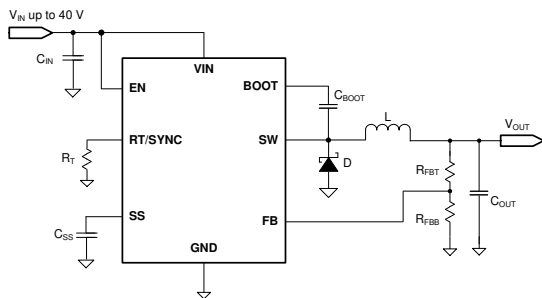 V_IN up to 40 V
C_IN
VIN
EN
BOOT
C_BOOT
L
V_OUT
RT/SYNC
SW
R_T
D
R_FBT
C_OUT
SS
FB
R_FBB
C_SS
GND